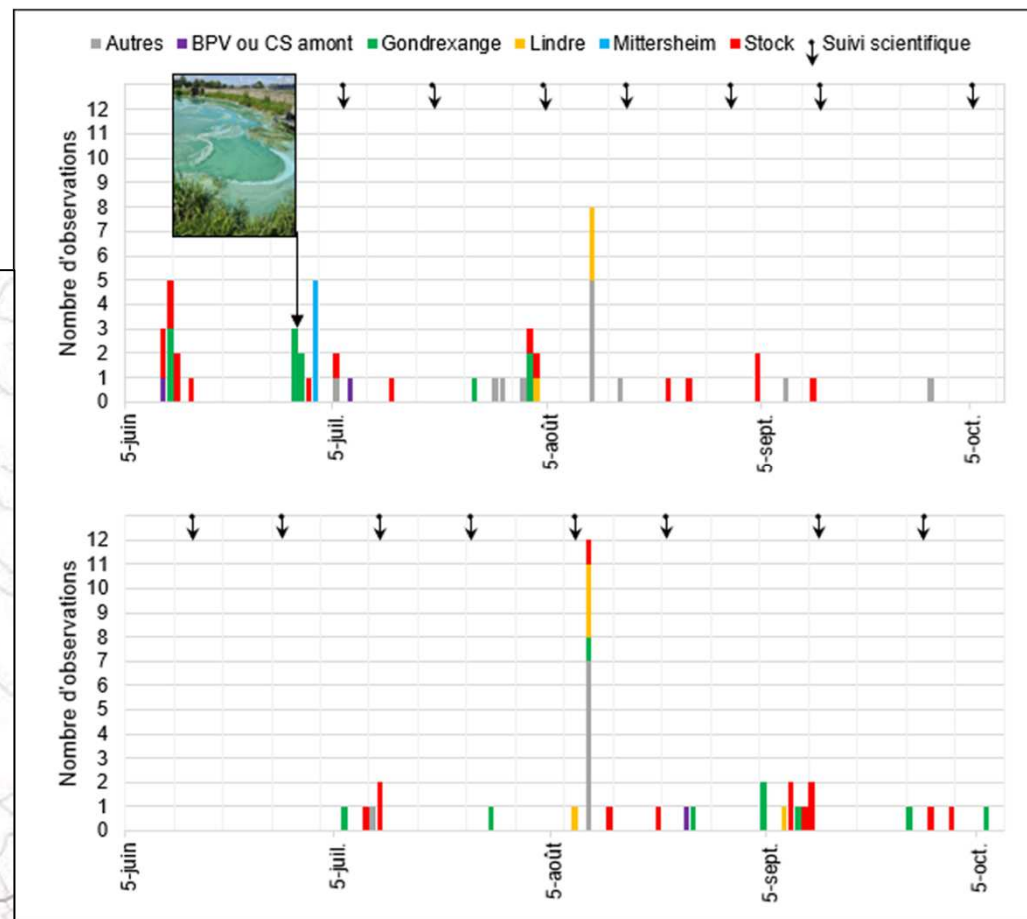 Autres BPV ou CS amont Gondrexange Lindre Mittersheim Stock Suivi scientifique
Nombre d'observations
12
11
10
9
8
7
6
5
4
3
2
1
0
5-juin
5-juil.
5-août
5-sept.
5-oct.
Nombre d'observations
12
11
10
9
8
7
6
5
4
3
2
1
0
5-juin
5-juil.
5-août
5-sept.
5-oct.